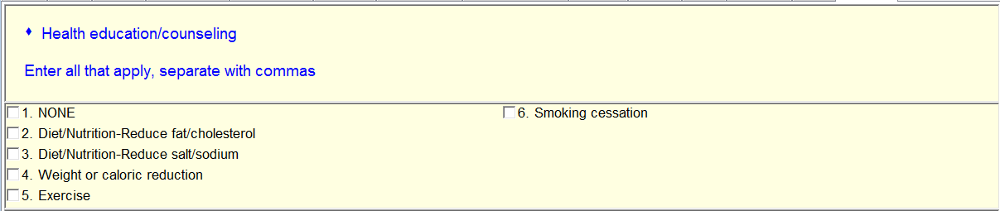 ♦ Health education/counseling
Enter all that apply, separate with commas
1. NONE
2. Diet/Nutrition-Reduce fat/cholesterol
3. Diet/Nutrition-Reduce salt/sodium
4. Weight or caloric reduction
5. Exercise
6. Smoking cessation